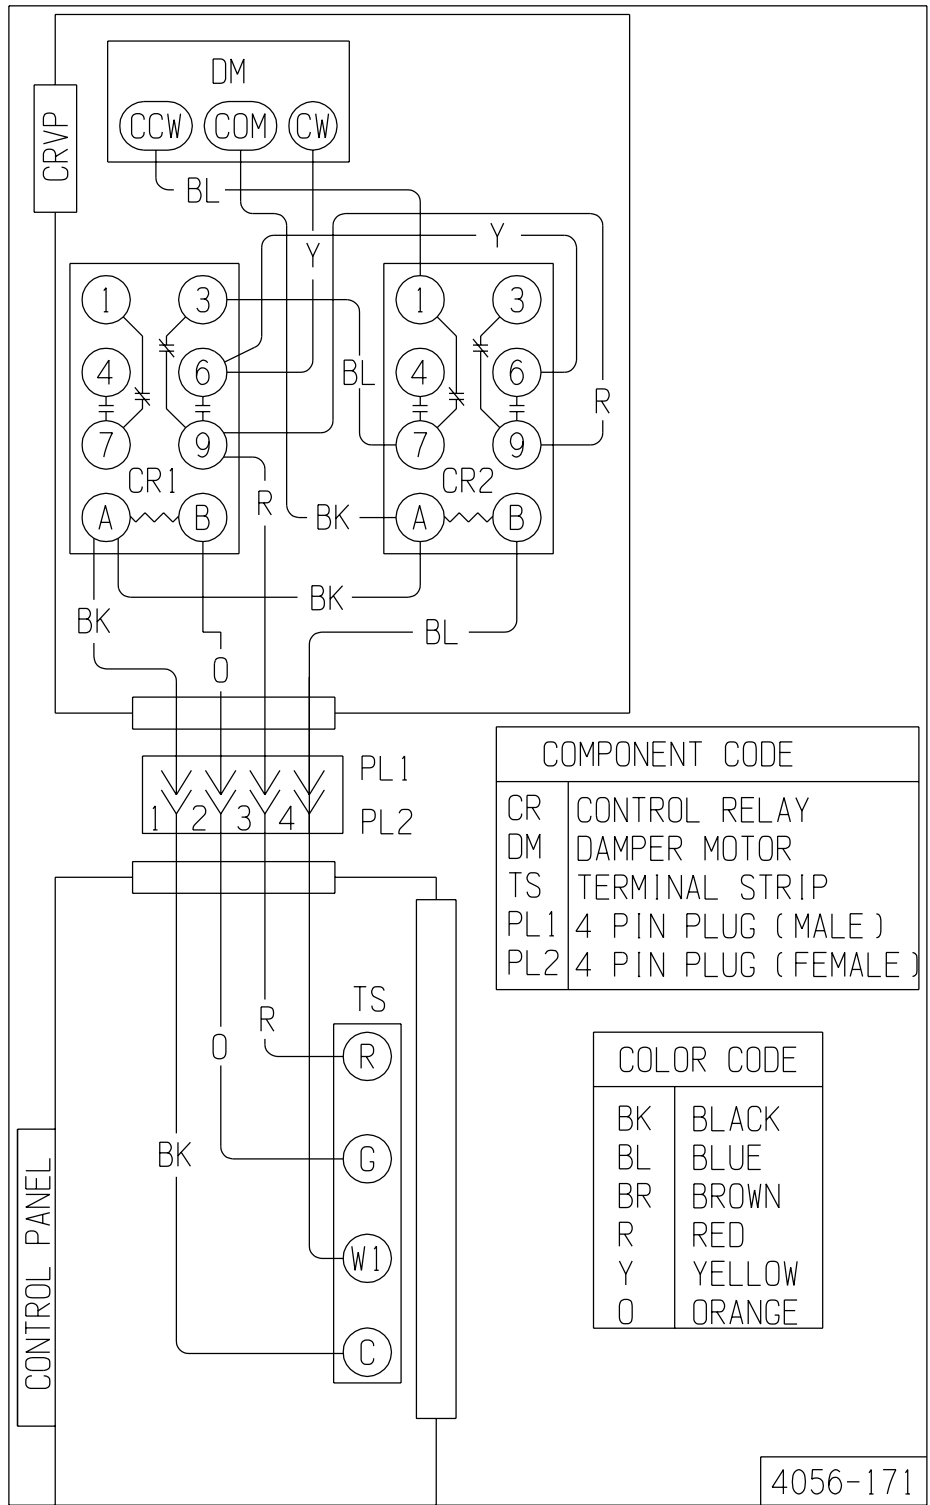 DM
CCW COM CW
CRVP
BL
Y
Y
1 3 1 3
4 6 BL 4 6
R
7 9 7 9
CR1 CR2
R
A B BK A B
BK
BK
BL
O
PL1
1 2 3 4 PL2
COMPONENT CODE
CR CONTROL RELAY
DM DAMPER MOTOR
TS TERMINAL STRIP
PL1 4 PIN PLUG (MALE)
PL2 4 PIN PLUG (FEMALE)
TS
R
O
R
BK
G
W1
C
CONTROL PANEL
COLOR CODE
BK BLACK
BL BLUE
BR BROWN
R RED
Y YELLOW
O ORANGE
4056-171